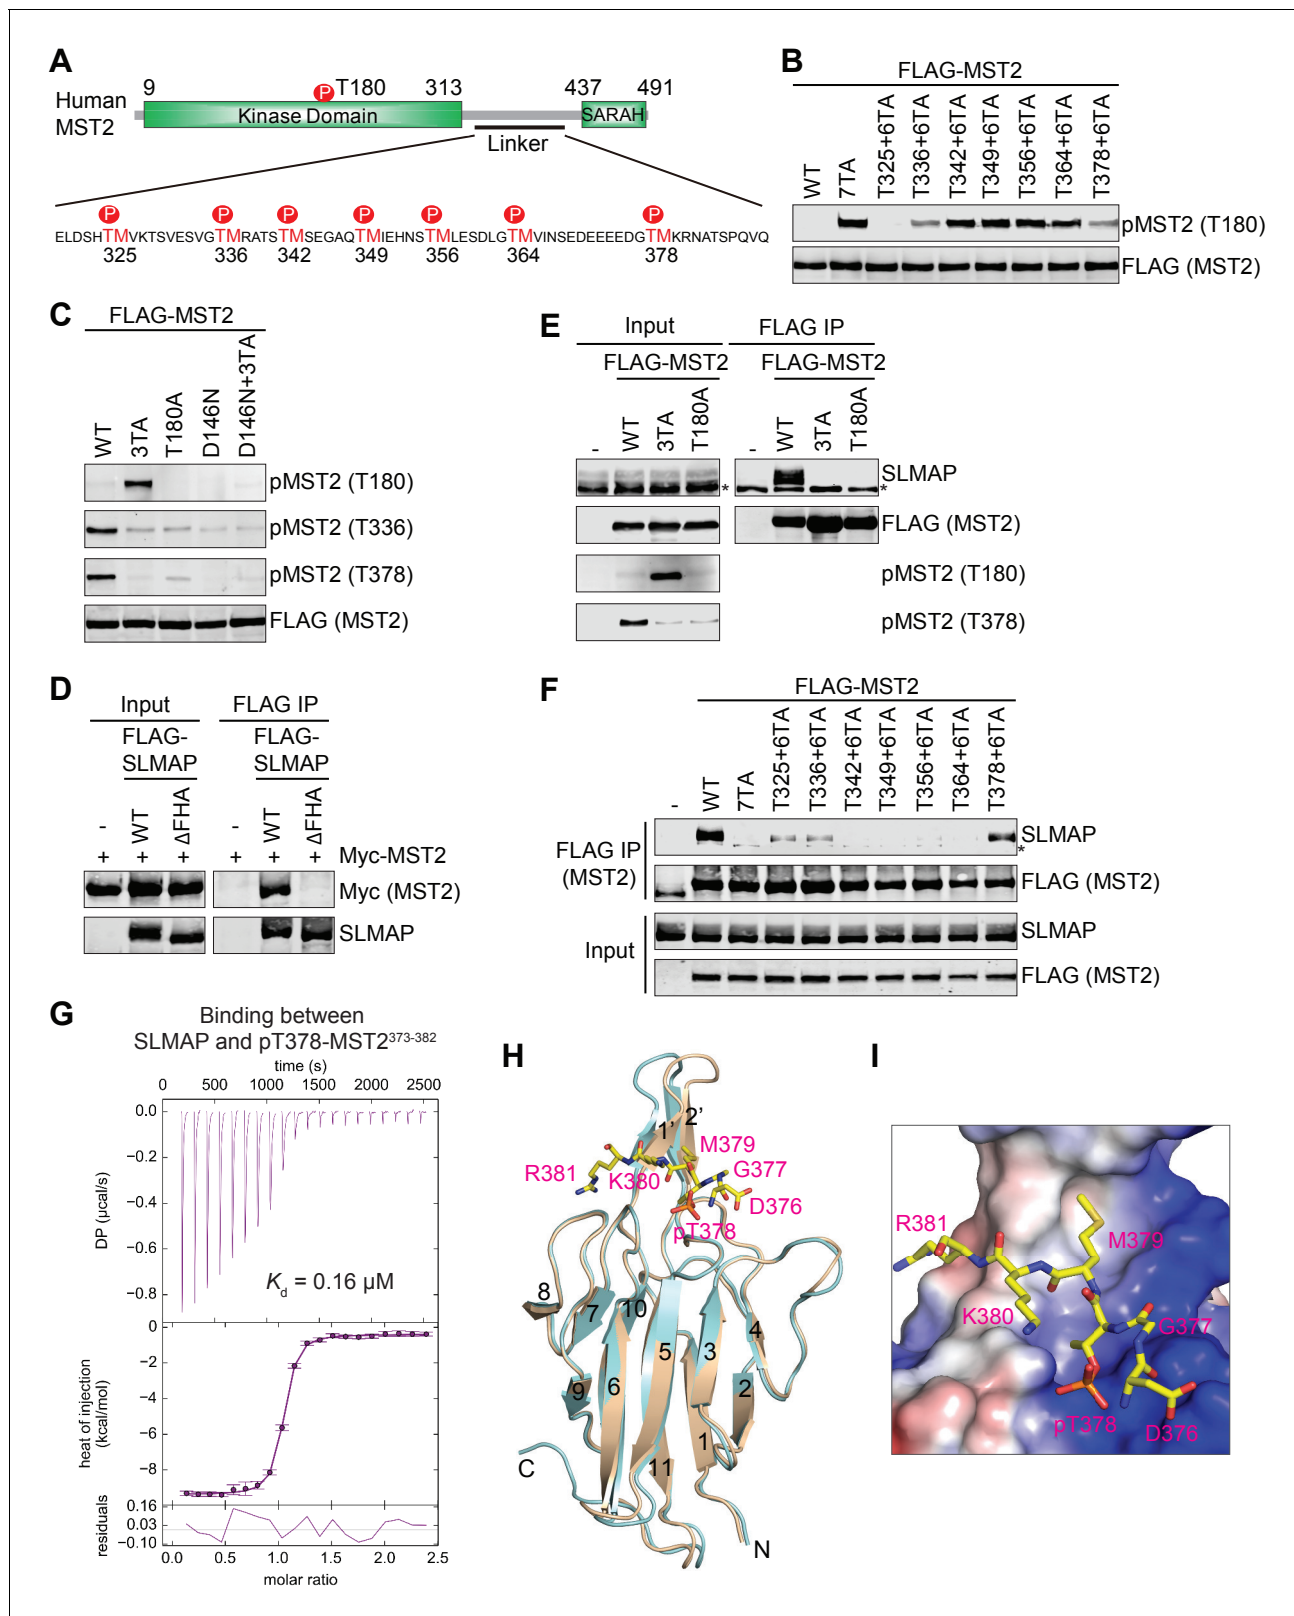 A
9
T180
313
437
491
P
Human
MST2
Kinase Domain
SARAH
Linker
P P P P P P P
ELDSHTMVKTSVESVGTMRATSTMSEGAQTMIEHNSTMLESDLGTMVINSEDEEEEDGTMKRNATSPQVQ
325 336 342 349 356 364 378
B
FLAG-MST2
WT
7TA
T325+6TA
T336+6TA
T342+6TA
T349+6TA
T356+6TA
T364+6TA
T378+6TA
pMST2 (T180)
FLAG (MST2)
C
FLAG-MST2
WT
3TA
T180A
D146N
D146N+3TA
pMST2 (T180)
pMST2 (T336)
pMST2 (T378)
FLAG (MST2)
D
Input
FLAG IP
FLAG-
SLMAP
FLAG-
SLMAP
- WT ΔFHA - WT ΔFHA
+ + + + + + Myc-MST2
Myc (MST2)
SLMAP
E
Input
FLAG IP
FLAG-MST2
FLAG-MST2
- WT 3TA T180A - WT 3TA T180A
SLMAP
* *
FLAG (MST2)
pMST2 (T180)
pMST2 (T378)
F
FLAG-MST2
-
WT
7TA
T325+6TA
T336+6TA
T342+6TA
T349+6TA
T356+6TA
T364+6TA
T378+6TA
FLAG IP
(MST2)
SLMAP
*
FLAG (MST2)
Input
SLMAP
FLAG (MST2)
G
Binding between
SLMAP and pT378-MST2373-382
time (s)
0 500 1000 1500 2000 2500
0.0
−0.2
−0.4
−0.6
−0.8
DP (µcal/s)
Kd = 0.16 µM
0
−2
−4
−6
−8
heat of injection
(kcal/mol)
0.16
0.03
−0.10
residuals
0.0 0.5 1.0 1.5 2.0 2.5
molar ratio
H
1' 2'
M379
R381
K380
G377
D376
pT378
8
7
10
5
3
4
9
6
2
1
11
C
N
I
R381
M379
K380
G377
pT378
D376